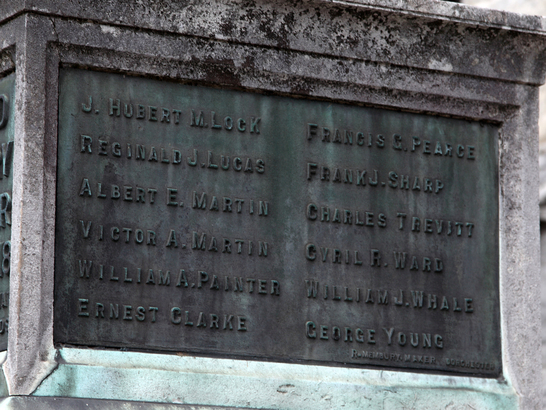 J. HUBERT M. LOCK
REGINALD J. LUCAS
ALBERT E. MARTIN
VICTOR A. MARTIN
WILLIAM A. PAINTER
ERNEST CLARKE
FRANCIS G. PEARCE
FRANK J. SHARP
CHARLES TREVITT
CYRIL R. WARD
WILLIAM J. WHALE
GEORGE YOUNG